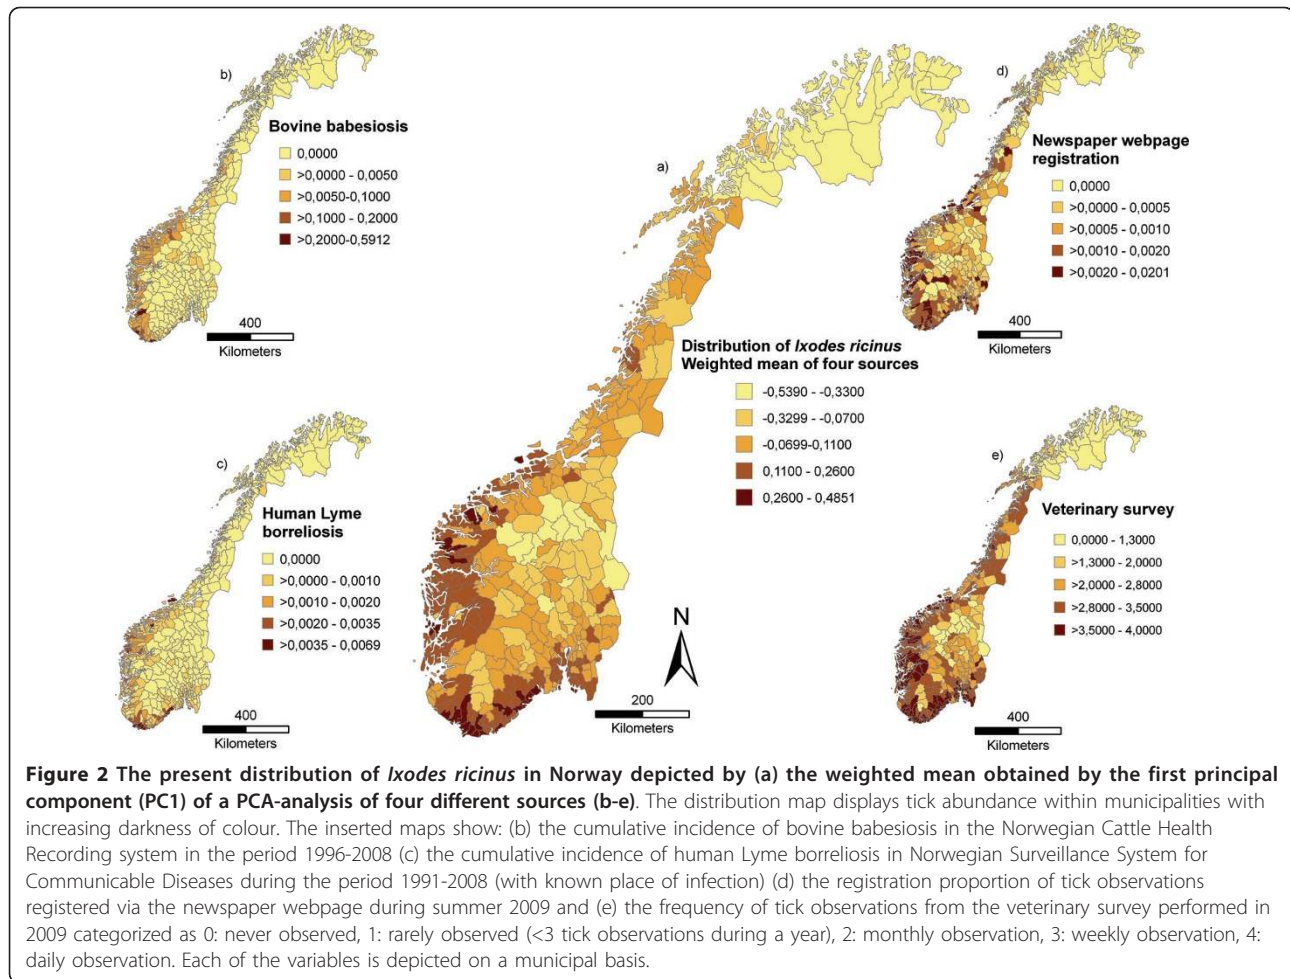 b)
Bovine babesiosis
0,0000
>0,0000 - 0,0050
>0,0050-0,1000
>0,1000 - 0,2000
>0,2000-0,5912
400
Kilometers
a)
Distribution of Ixodes ricinus
Weighted mean of four sources
-0,5390 - -0,3300
-0,3299 - -0,0700
-0,0699-0,1100
0,1100 - 0,2600
0,2600 - 0,4851
N
200
Kilometers
d)
Newspaper webpage
registration
0,0000
>0,0000 - 0,0005
>0,0005 - 0,0010
>0,0010 - 0,0020
>0,0020 - 0,0201
400
Kilometers
c)
Human Lyme
borreliosis
0,0000
>0,0000 - 0,0010
>0,0010 - 0,0020
>0,0020 - 0,0035
>0,0035 - 0,0069
400
Kilometers
e)
Veterinary survey
0,0000 - 1,3000
>1,3000 - 2,0000
>2,0000 - 2,8000
>2,8000 - 3,5000
>3,5000 - 4,0000
400
Kilometers
Figure 2 The present distribution of Ixodes ricinus in Norway depicted by (a) the weighted mean obtained by the first principal
component (PC1) of a PCA-analysis of four different sources (b-e). The distribution map displays tick abundance within municipalities with
increasing darkness of colour. The inserted maps show: (b) the cumulative incidence of bovine babesiosis in the Norwegian Cattle Health
Recording system in the period 1996-2008 (c) the cumulative incidence of human Lyme borreliosis in Norwegian Surveillance System for
Communicable Diseases during the period 1991-2008 (with known place of infection) (d) the registration proportion of tick observations
registered via the newspaper webpage during summer 2009 and (e) the frequency of tick observations from the veterinary survey performed in
2009 categorized as 0: never observed, 1: rarely observed (<3 tick observations during a year), 2: monthly observation, 3: weekly observation, 4:
daily observation. Each of the variables is depicted on a municipal basis.